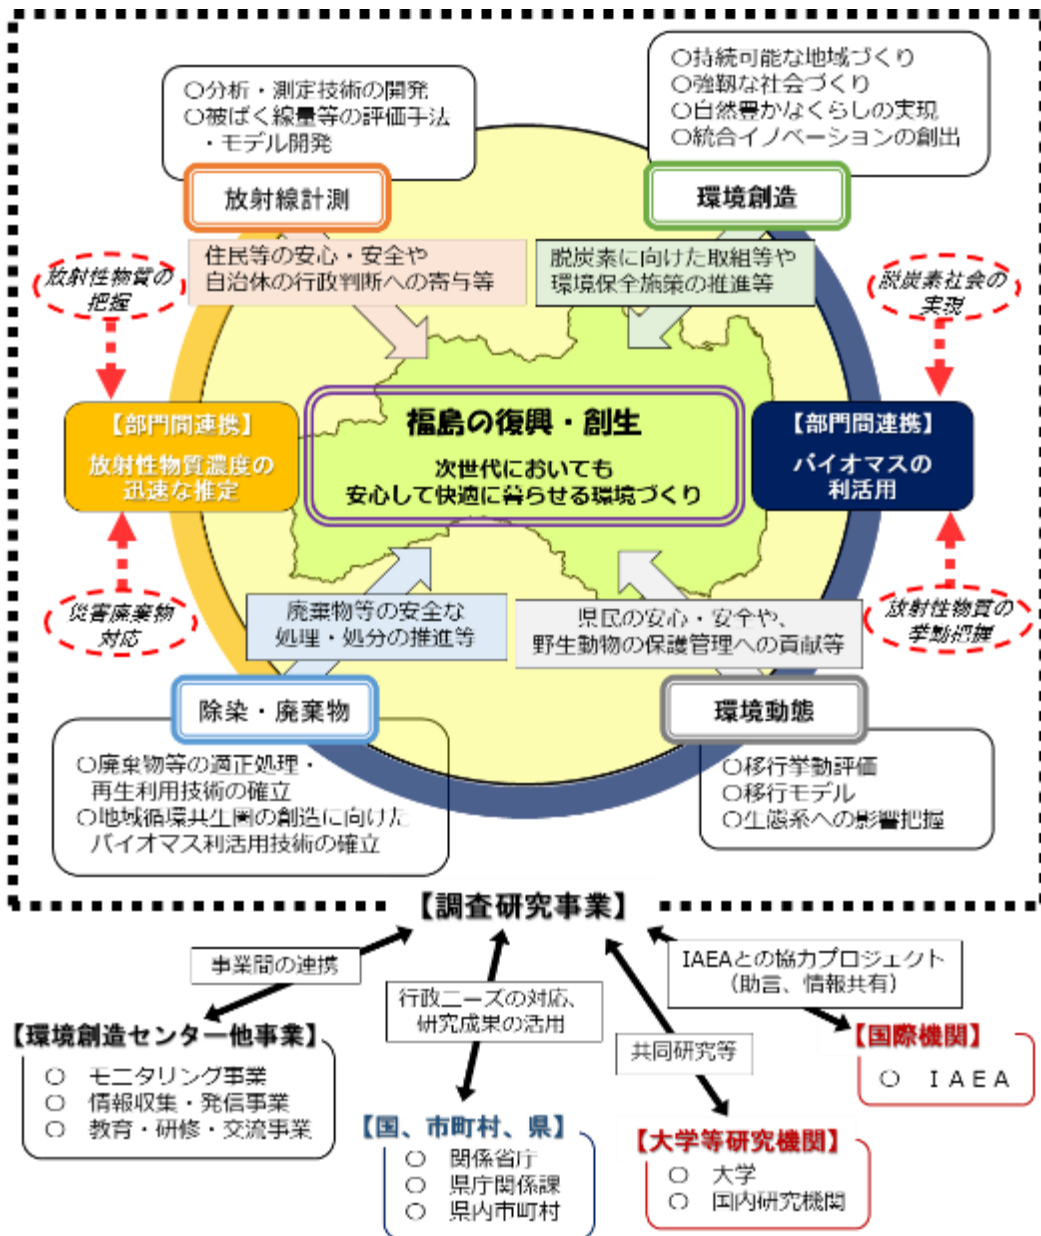 ○分析・測定技術の開発
○被ばく線量等の評価手法
・モデル開発
放射線計測
○持続可能な地域づくり
○強靱な社会づくり
○自然豊かなくらしの実現
○統合イノベーションの創出
環境創造
住民等の安心・安全や
自治体の行政判断への寄与等
脱炭素に向けた取組等や
環境保全施策の推進等
放射性物質の
把握
脱炭素社会の
実現
【部門間連携】
放射性物質濃度の
迅速な推定
福島の復興・創生
次世代においても
安心して快適に暮らせる環境づくり
【部門間連携】
バイオマスの
利活用
災害廃棄物
対応
放射性物質の
挙動把握
廃棄物等の安全な
処理・処分の推進等
県民の安心・安全や、
野生動物の保護管理への貢献等
除染・廃棄物
○廃棄物等の適正処理・
再生利用技術の確立
○地域循環共生圏の創造に向けた
バイオマス利活用技術の確立
環境動態
○移行挙動評価
○移行モデル
○生態系への影響把握
【調査研究事業】
事業間の連携
行政ニーズの対応、
研究成果の活用
共同研究等
IAEAとの協力プロジェクト
（助言、情報共有）
【環境創造センター他事業】
○ モニタリング事業
○ 情報収集・発信事業
○ 教育・研修・交流事業
【国、市町村、県】
○ 関係省庁
○ 県庁関係課
○ 県内市町村
【大学等研究機関】
○ 大学
○ 国内研究機関
【国際機関】
○ ＩＡＥＡ